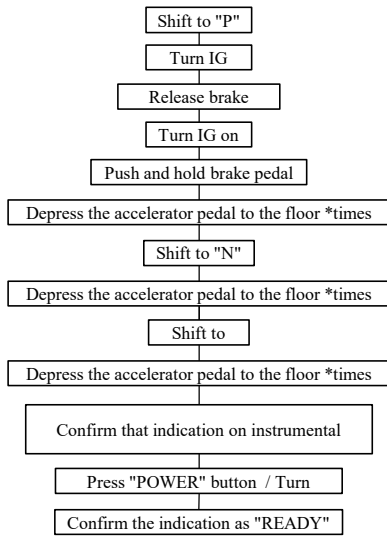 Shift to "P"
Turn IG
Release brake
Turn IG on
Push and hold brake pedal
Depress the accelerator pedal to the floor *times
Shift to "N"
Depress the accelerator pedal to the floor *times
Shift to
Depress the accelerator pedal to the floor *times
Confirm that indication on instrumental
Press "POWER" button / Turn
Confirm the indication as "READY"